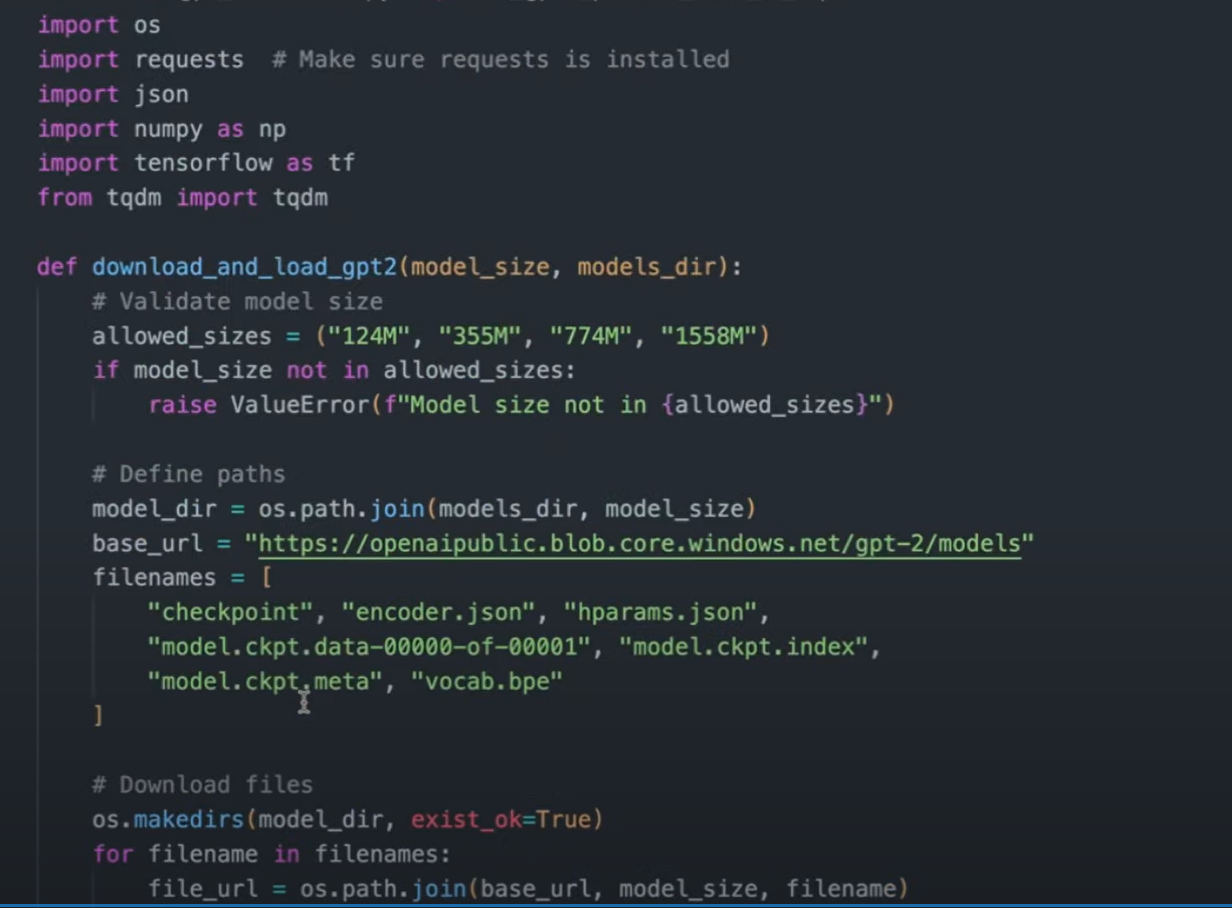 import os
import requests  # Make sure requests is installed
import json
import numpy as np
import tensorflow as tf
from tqdm import tqdm

def download_and_load_gpt2(model_size, models_dir):
    # Validate model size
    allowed_sizes = ("124M", "355M", "774M", "1558M")
    if model_size not in allowed_sizes:
        raise ValueError(f"Model size not in {allowed_sizes}")

    # Define paths
    model_dir = os.path.join(models_dir, model_size)
    base_url = "https://openaipublic.blob.core.windows.net/gpt-2/models"
    filenames = [
        "checkpoint", "encoder.json", "hparams.json",
        "model.ckpt.data-00000-of-00001", "model.ckpt.index",
        "model.ckpt.meta", "vocab.bpe"
    ]

    # Download files
    os.makedirs(model_dir, exist_ok=True)
    for filename in filenames:
        file_url = os.path.join(base_url, model_size, filename)